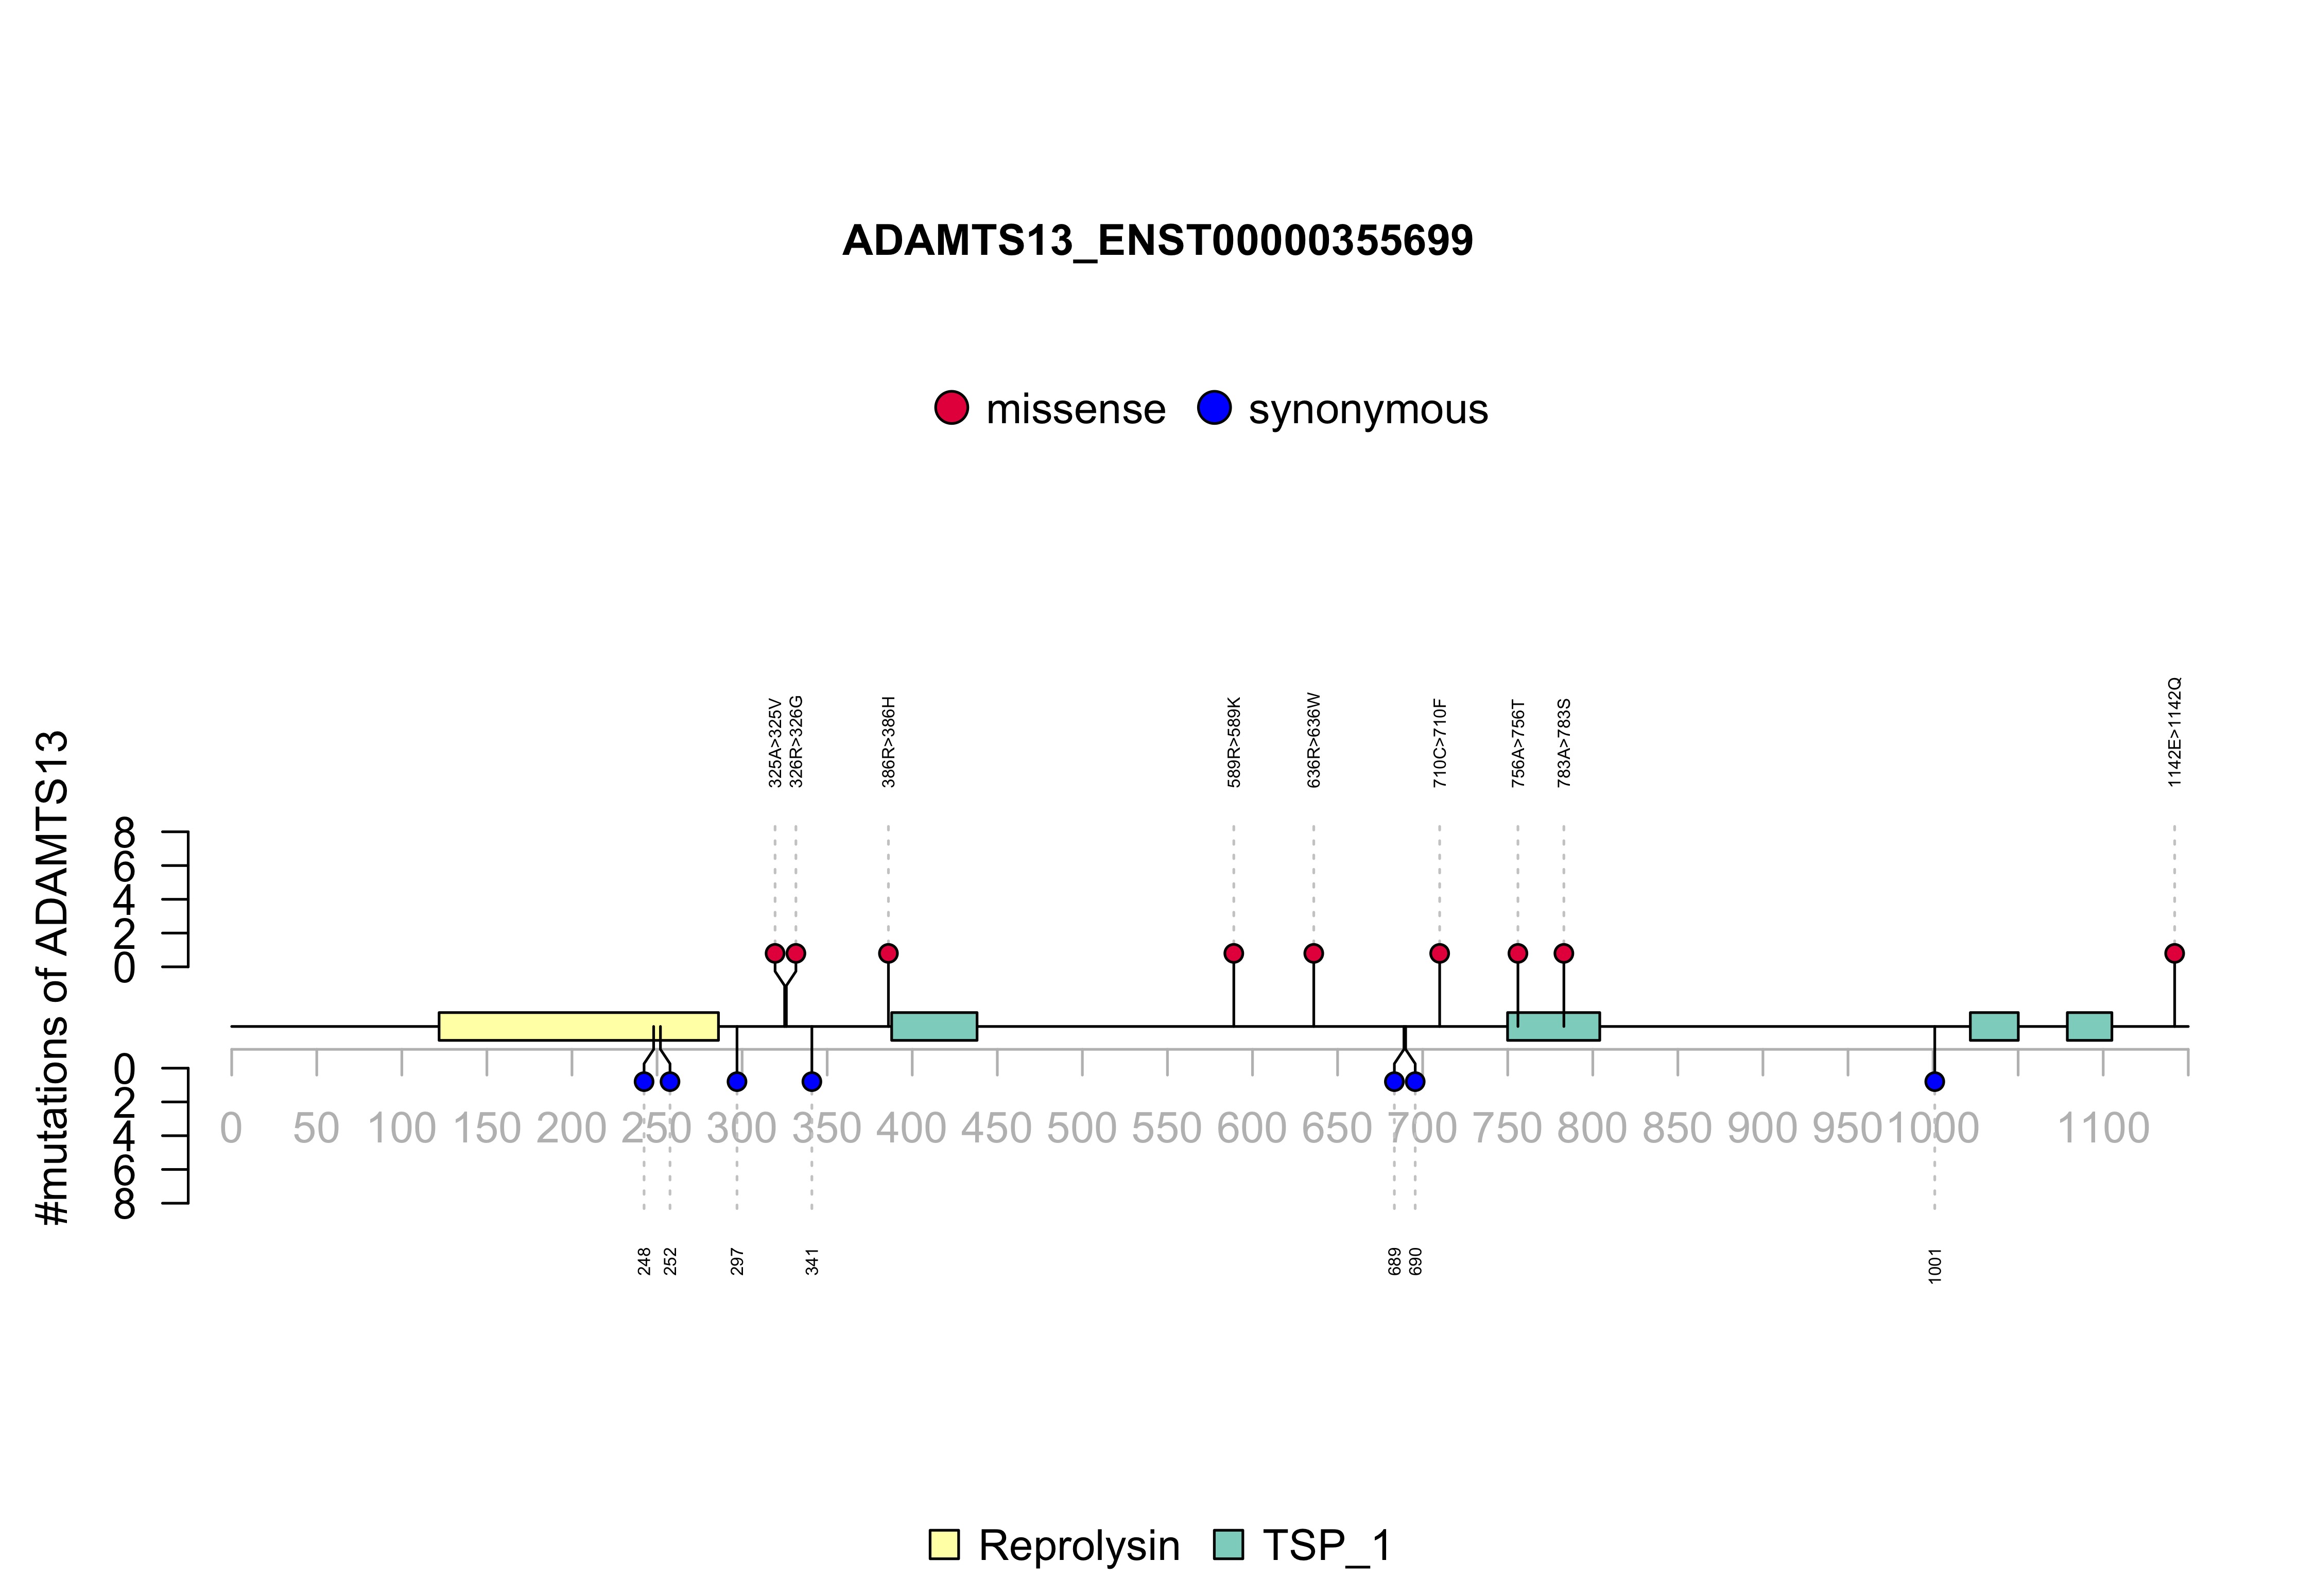 ADAMTS13_ENST00000355699
missense synonymous
325A>325V
326R>326G
386R>386H
589R>589K
636R>636W
710C>710F
756A>756T
783A>783S
1142E>1142Q
#mutations of ADAMTS13
8
6
4
2
0
0
2
4
6
8
0 50 100 150 200 250 300 350 400 450 500 550 600 650 700 750 800 850 900 950 1000 1100
248
252
297
341
689
690
1001
Reprolysin TSP_1